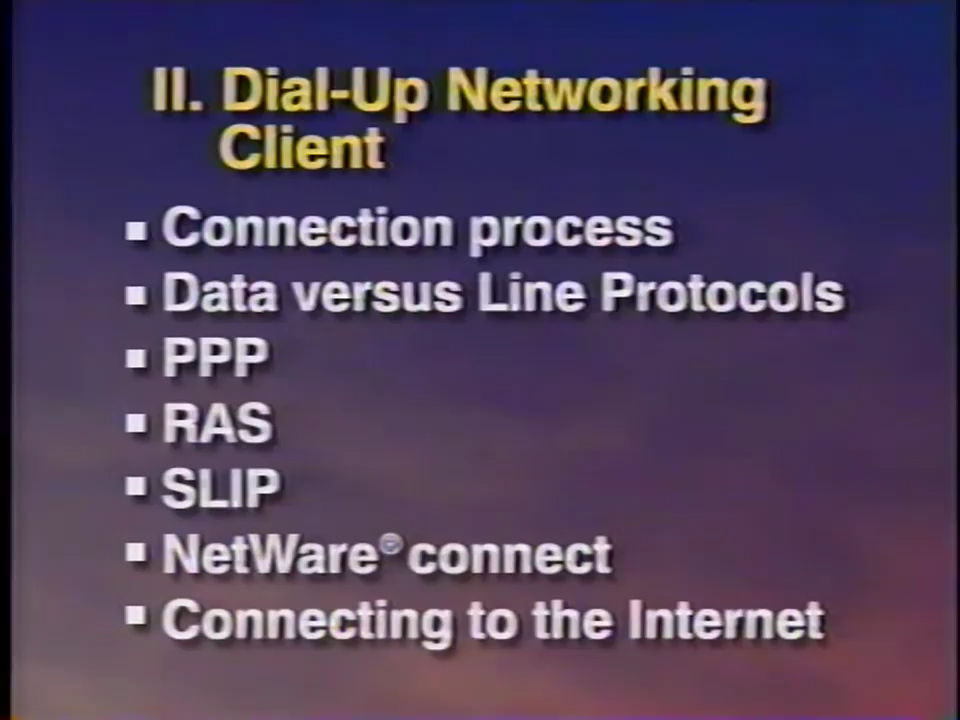 II. Dial-Up Networking
Client
▪ Connection process
▪ Data versus Line Protocols
▪ PPP
▪ RAS
▪ SLIP
▪ NetWare® connect
▪ Connecting to the Internet